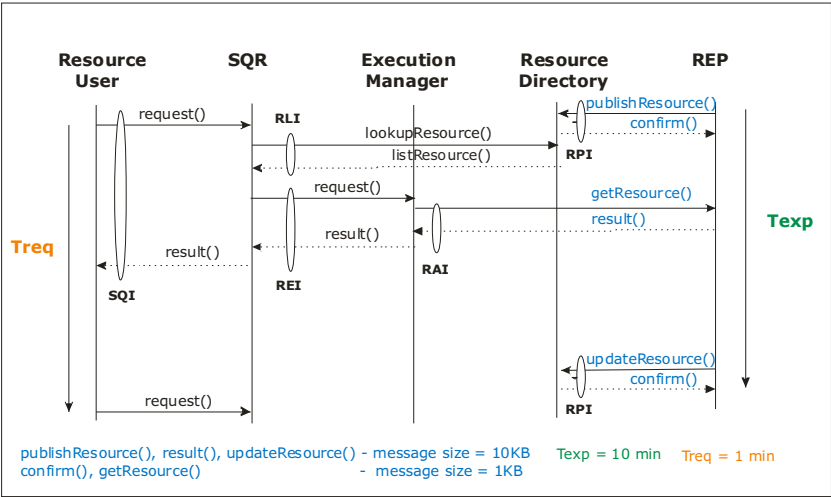 Resource User
SQR
Execution Manager
Resource Directory
REP
publishResource()
request()
RLI
confirm()
lookupResource()
listResource()
RPI
request()
getResource()
result()
result()
Treq
Texp
result()
RAI
REI
SQI
updateResource()
confirm()
request()
RPI
publishResource(), result(), updateResource() - message size = 10KB
Texp = 10 min
Treq = 1 min
confirm(), getResource() - message size = 1KB